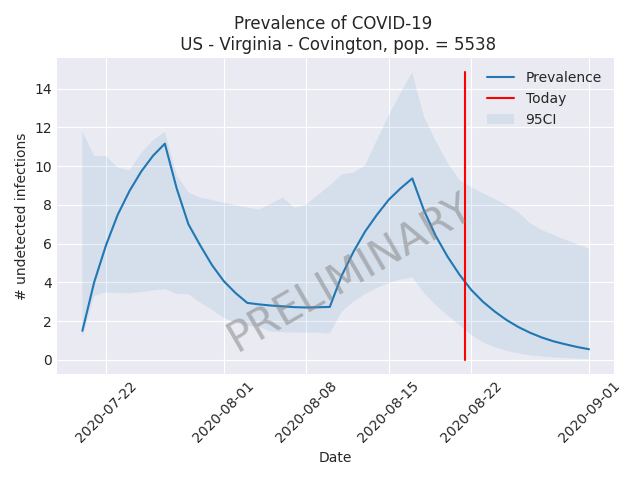 Prevalence of COVID-19
US - Virginia - Covington, pop. = 5538
Prevalence
Today
95CI
14
12
10
8
6
4
2
0
# undetected infections
PRELIMINARY
2020-07-22
2020-08-01
2020-08-08
2020-08-15
2020-08-22
2020-09-01
Date